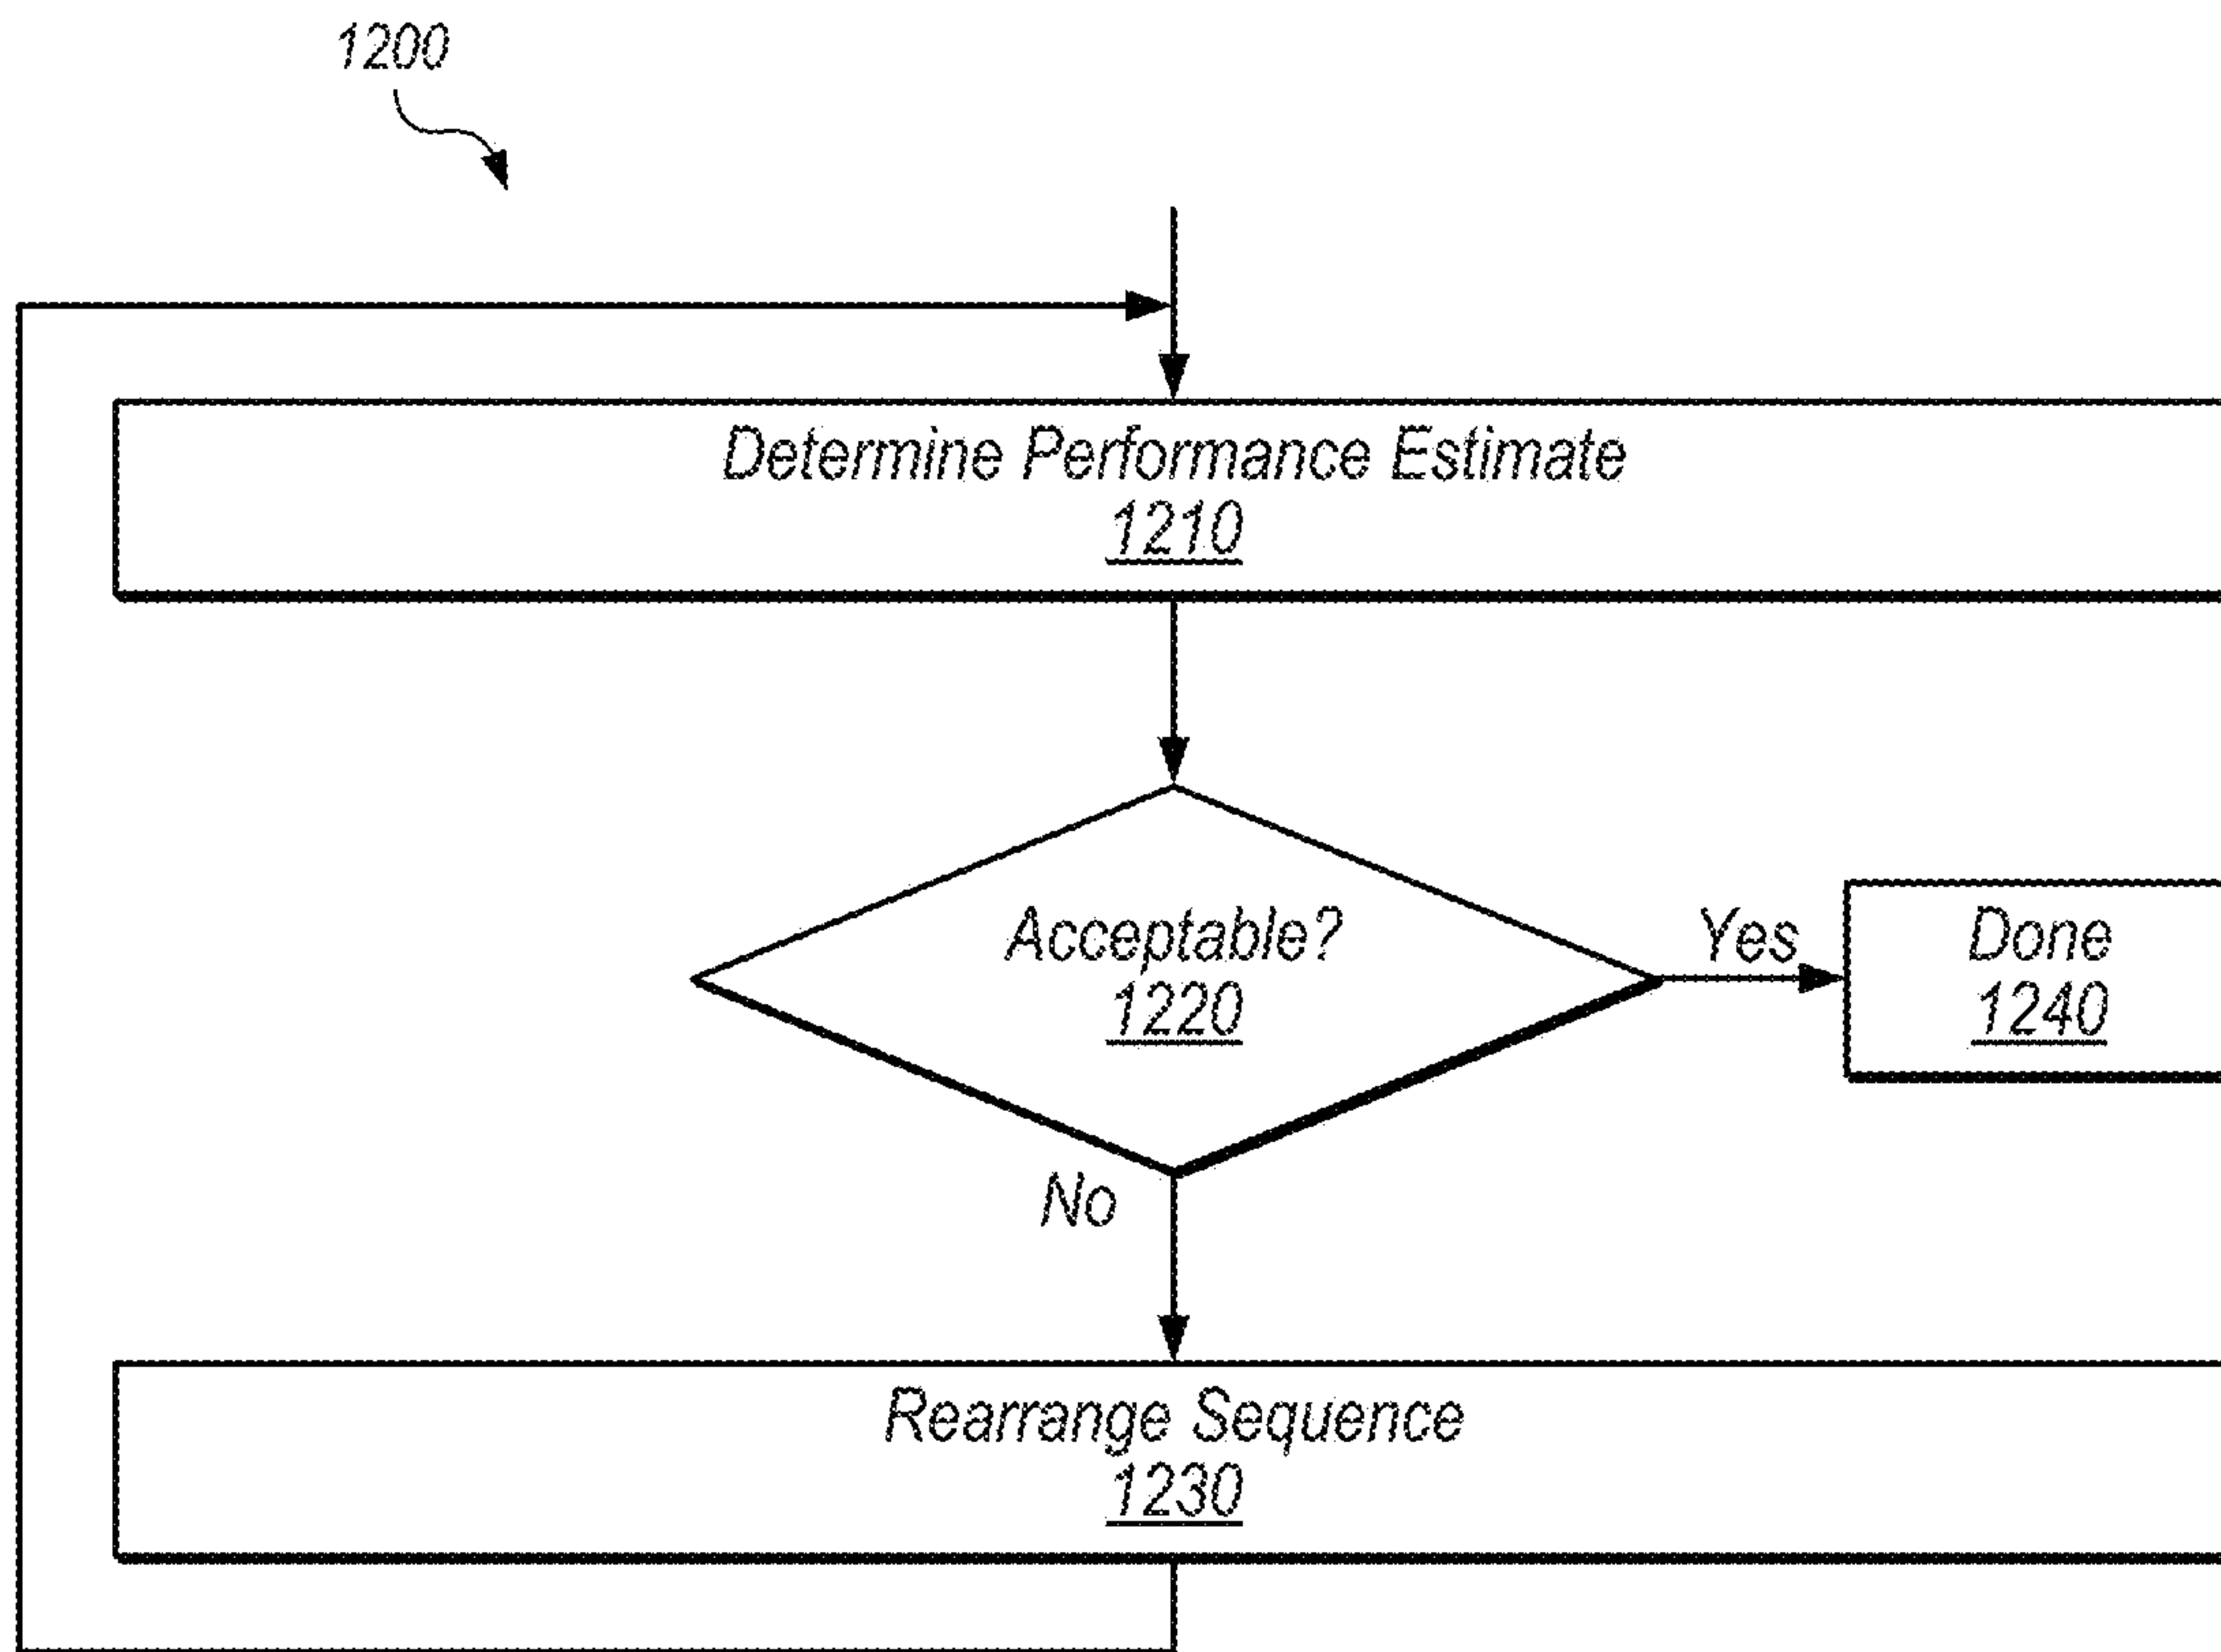 1200
Determine Performance Estimate
1210
Acceptable?
1220
Yes
Done
1240
No
Rearrange Sequence
1230